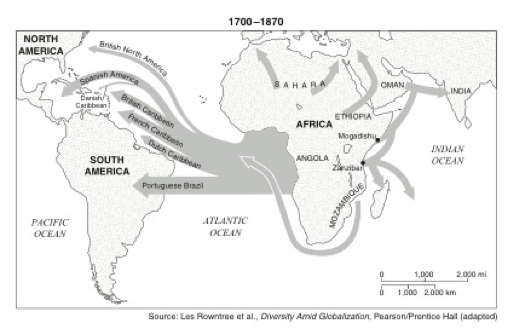 1700–1870
NORTH
AMERICA
British North America
Spanish America
Danish
Caribbean
British Caribbean
French Caribbean
Dutch Caribbean
SAHARA
OMAN
INDIA
ETHIOPIA
AFRICA
Mogadishu
INDIAN
OCEAN
ANGOLA
Zanzibar
SOUTH
AMERICA
Portuguese Brazil
MOZAMBIQUE
PACIFIC
OCEAN
ATLANTIC
OCEAN
0 1,000 2,000 mi
0 1,000 2,000 km
Source: Les Rowntree et al., Diversity Amid Globalization, Pearson/Prentice Hall (adapted)